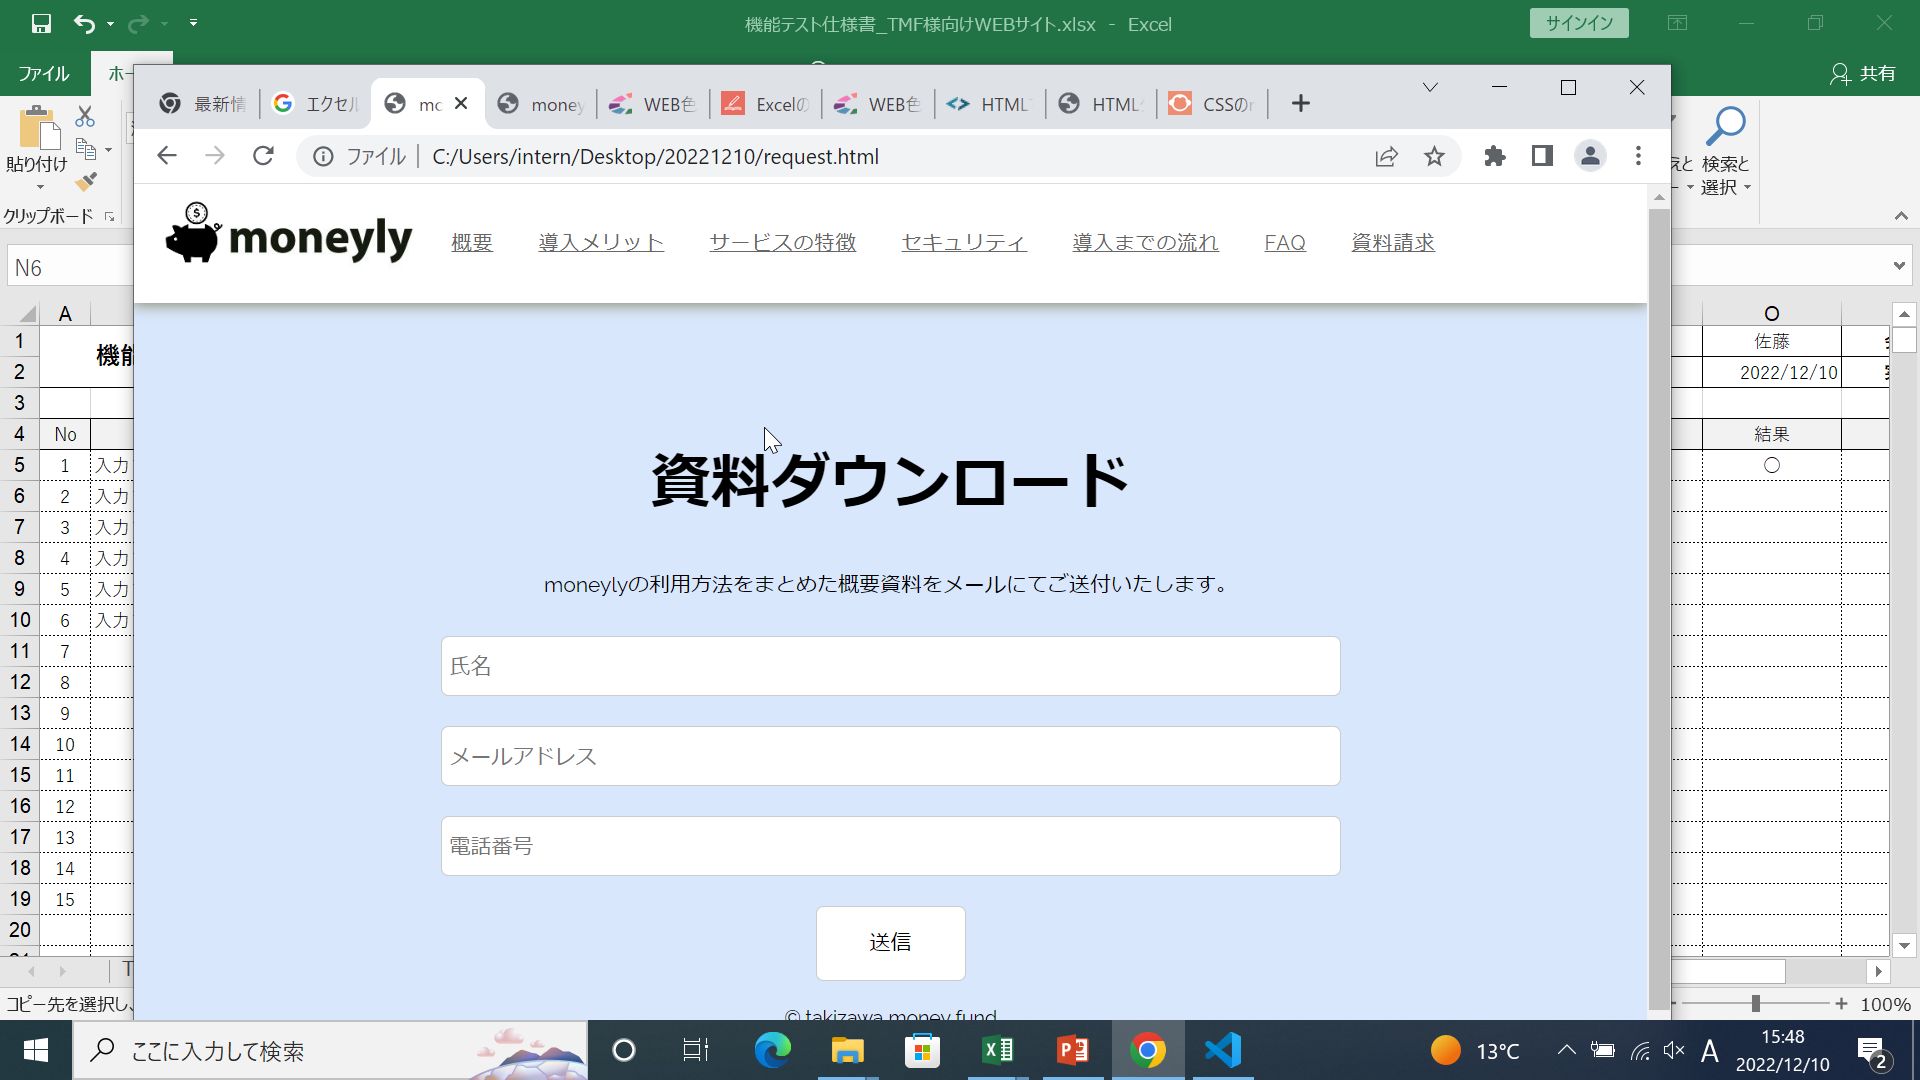 機能テスト仕様書_TMF様向けWEBサイト.xlsx - Excel
サインイン
ファイル
ホー
共有
最新情
エクセル
mo
money
WEB色
Excelの
WEB色
HTML
HTML
CSSの
ファイル
C:/Users/intern/Desktop/20221210/request.html
貼り付け
クリップボード
検索と
選択
N6
moneyly
概要
導入メリット
サービスの特徴
セキュリティ
導入までの流れ
FAQ
資料請求
A
O
1
機能
佐藤
2
2022/12/10
3
4
No
結果
5
1
入力
○
6
2
入力
7
3
入力
8
4
入力
9
5
入力
10
6
入力
11
7
12
8
13
9
14
10
15
11
16
12
17
13
18
14
19
15
20
資料ダウンロード
moneylyの利用方法をまとめた概要資料をメールにてご送付いたします。
氏名
メールアドレス
電話番号
送信
© takizawa money fund
T
コピー先を選択し、
100%
ここに入力して検索
13℃
A
15:48
2022/12/10
2